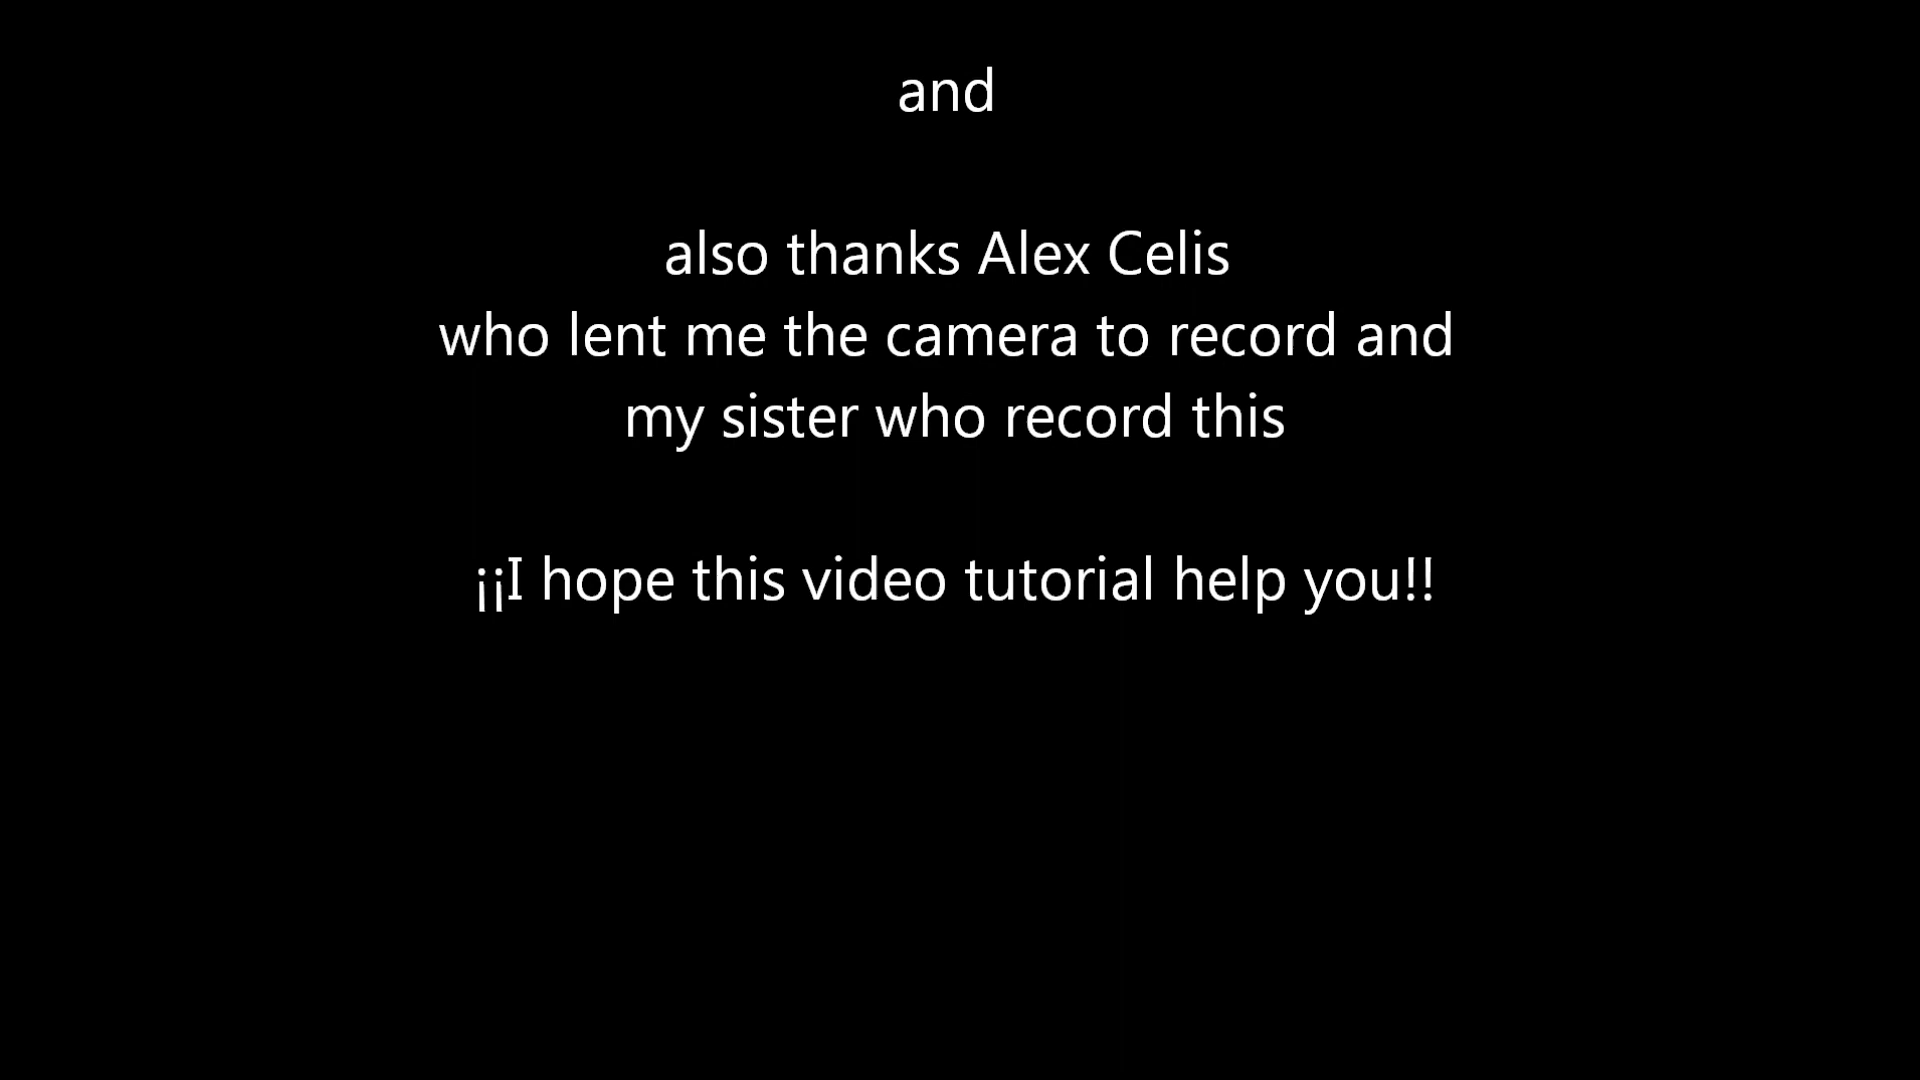 and
also thanks Alex Celis
who lent me the camera to record and
my sister who record this
¡¡I hope this video tutorial help you!!